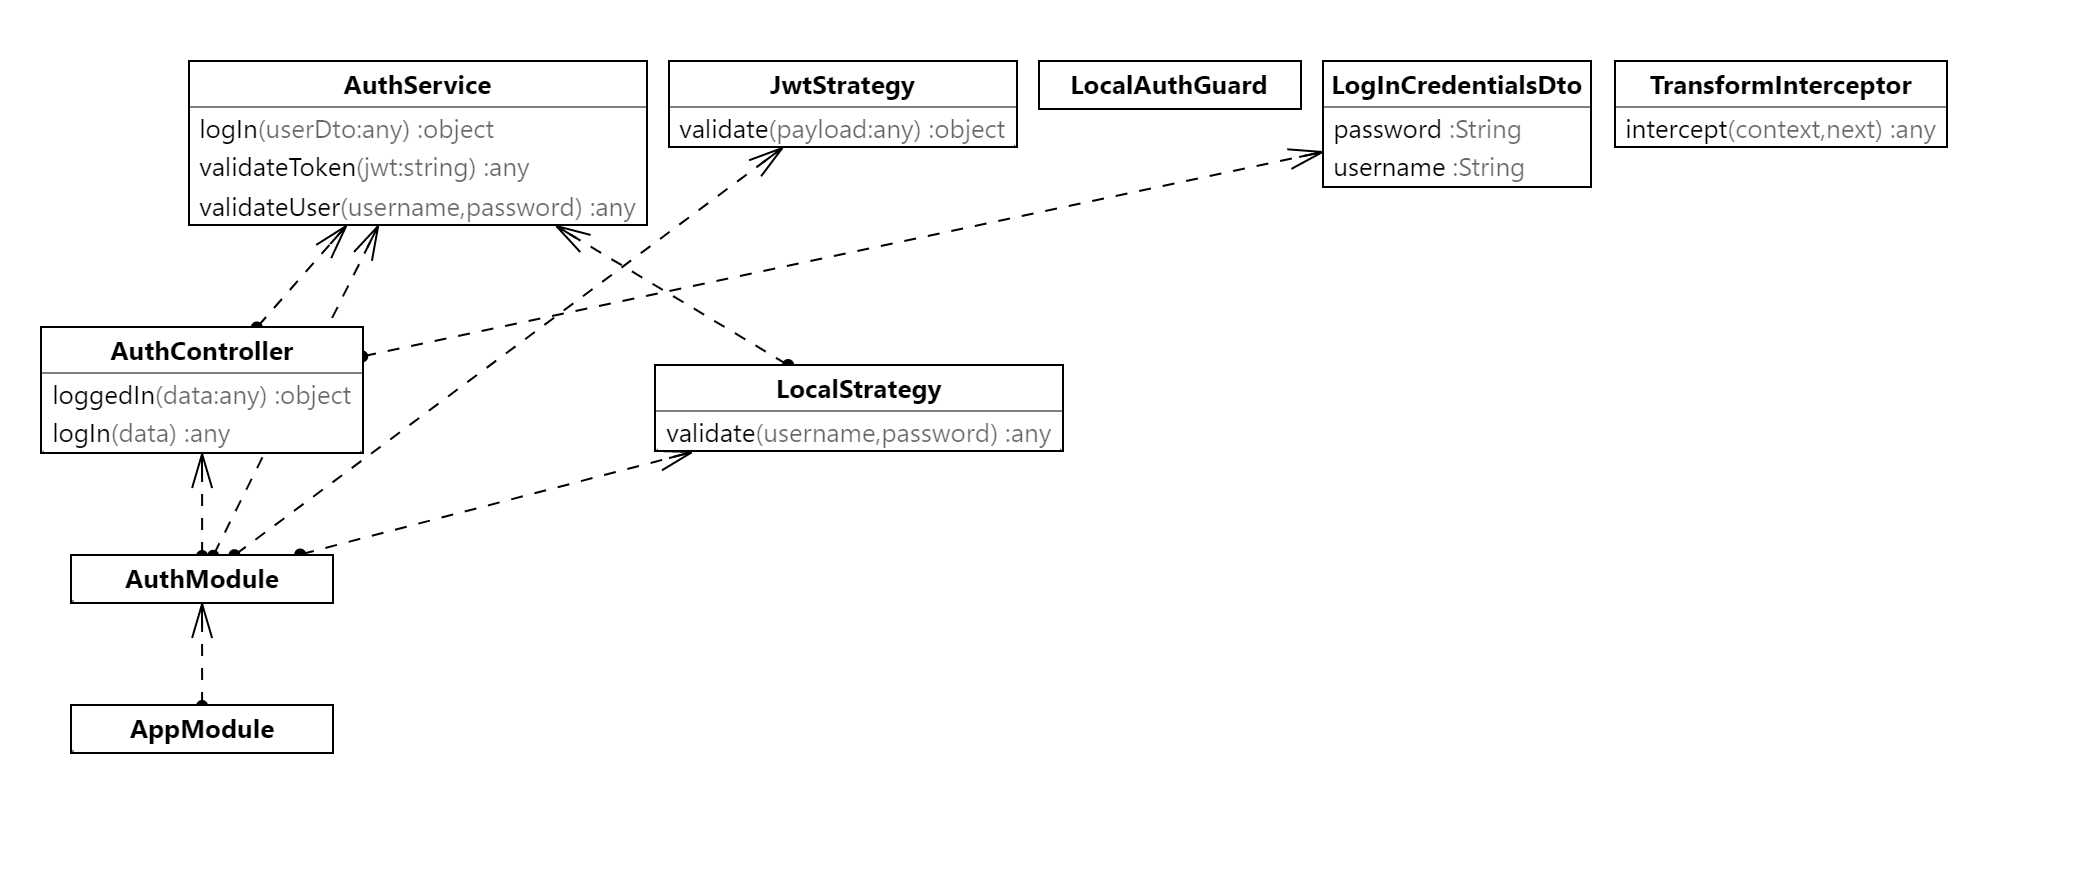 AuthService
logIn(userDto:any) :object
validateToken(jwt:string) :any
validateUser(username,password) :any
JwtStrategy
validate(payload:any) :object
LocalAuthGuard
LogInCredentialsDto
password :String
username :String
TransformInterceptor
intercept(context,next) :any
AuthController
loggedIn(data:any) :object
logIn(data) :any
LocalStrategy
validate(username,password) :any
AuthModule
AppModule